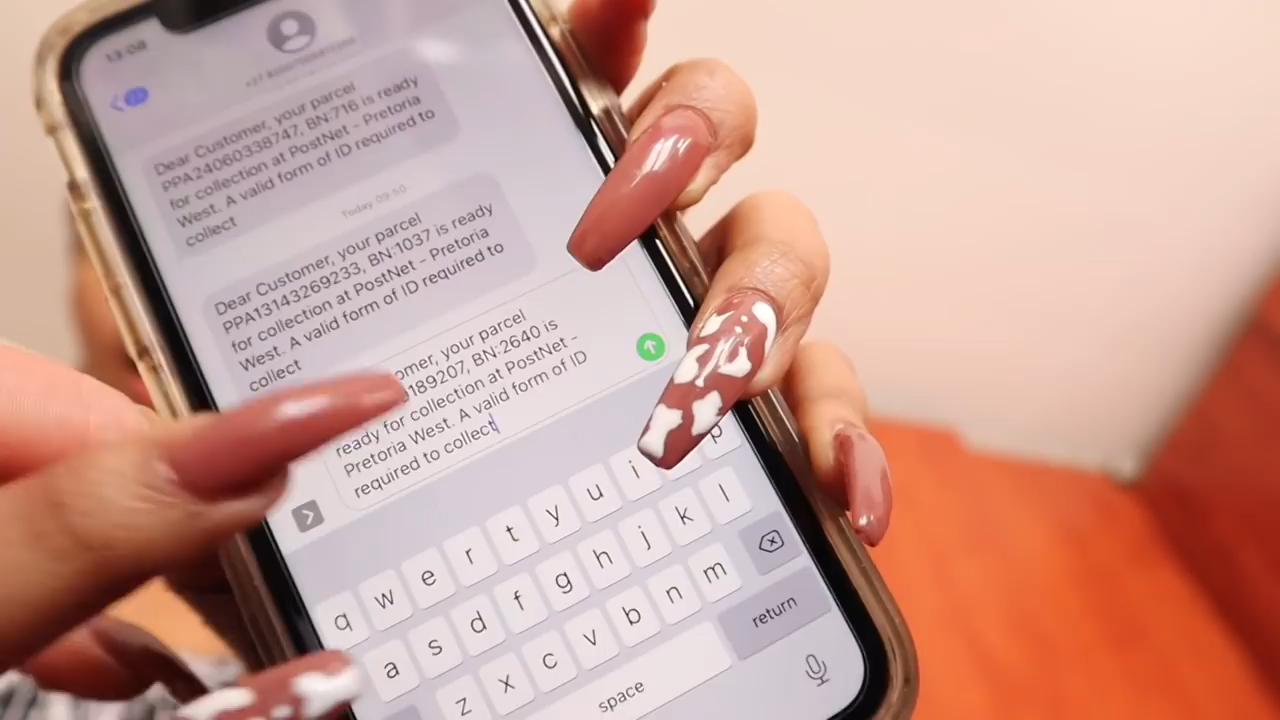 13:08
Dear Customer, your parcel
PPA24060338747, BN:716 is ready
for collection at PostNet - Pretoria
West. A valid form of ID required to
collect
Today 09:50
Dear Customer, your parcel
PPA13143269233, BN:1037 is ready
for collection at PostNet - Pretoria
West. A valid form of ID required to
collect
omer, your parcel
189207, BN:2640 is
ready for collection at PostNet -
Pretoria West. A valid form of ID
required to collect
q w e r t y u i p
a s d f g h j k l
z x c v b n m
space return